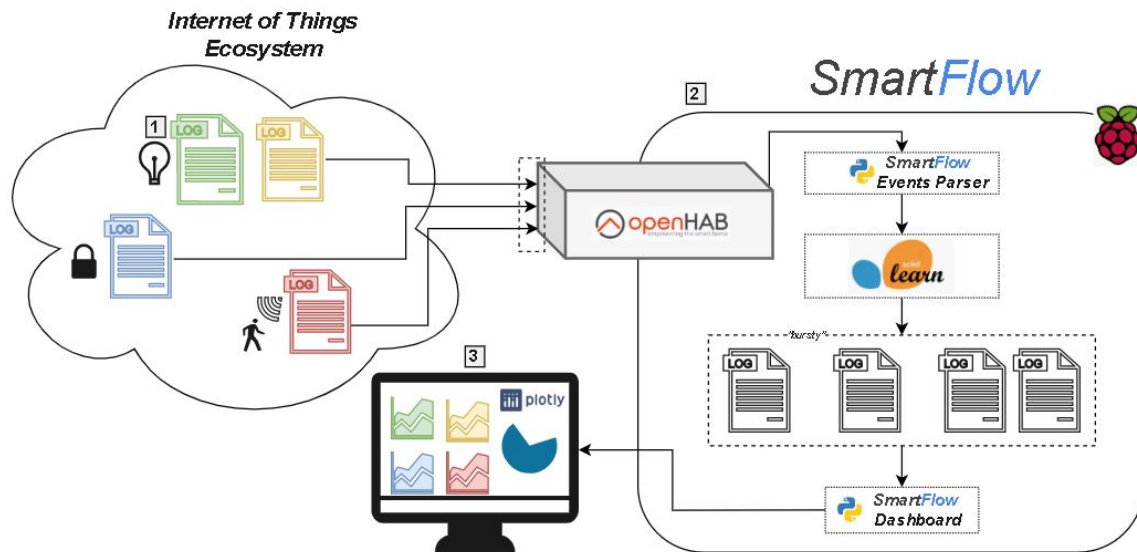 Internet of Things
Ecosystem
SmartFlow
1
2
LOG
LOG
SmartFlow
Events Parser
openHAB
empowering the smart home
LOG
scikit
learn
LOG
"bursty"
LOG
LOG
LOG
LOG
3
plotly
SmartFlow
Dashboard